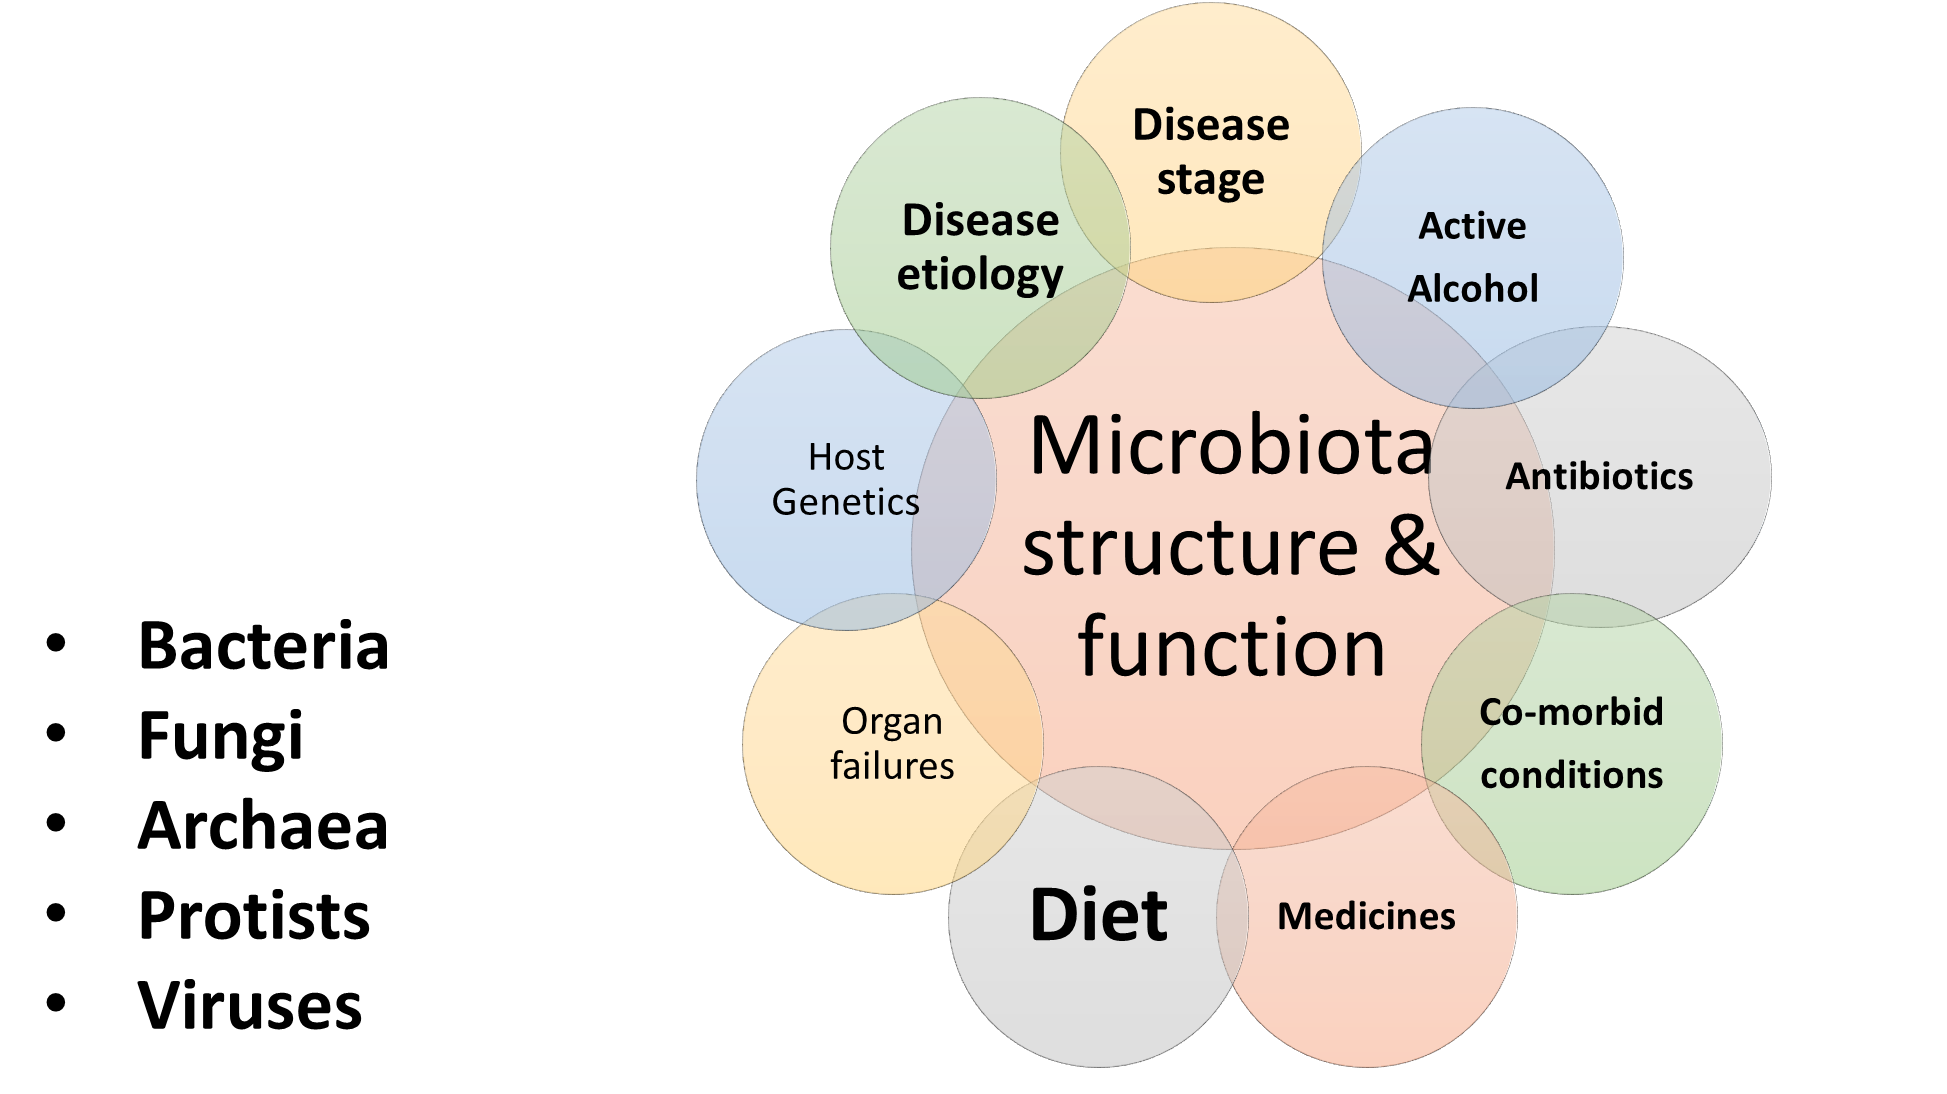 • Bacteria
• Fungi
• Archaea
• Protists
• Viruses
Disease
stage
Active
Alcohol
Antibiotics
Co-morbid
conditions
Medicines
Diet
Organ
failures
Host
Genetics
Disease
etiology
Microbiota
structure &
function